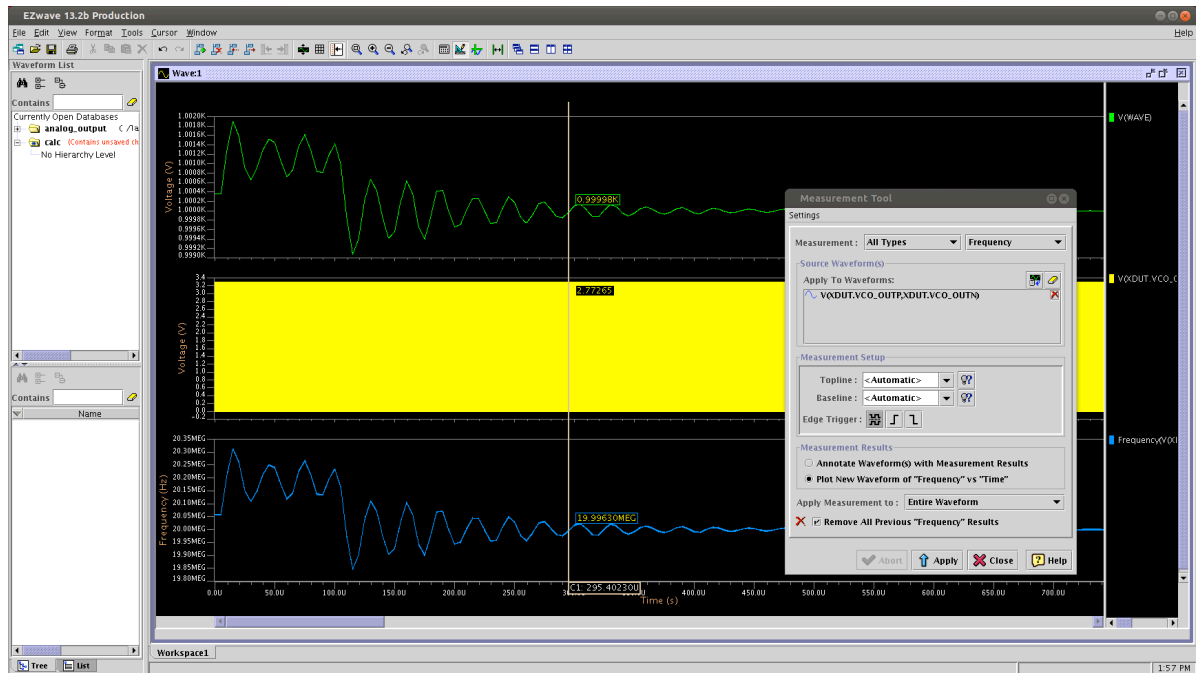 EZwave 13.2b Production
File Edit View Format Tools Cursor Window Help
Waveform List
Contains
Currently Open Databases
analog_output
calc (Contains unsaved ch
No Hierarchy Level
Contains
Name
Tree List
Wave:1
1.0020K
1.0018K
1.0016K
1.0014K
1.0012K
1.0010K
1.0008K
1.0006K
1.0004K
1.0002K
1.0000K
0.9998K
0.9996K
0.9994K
0.9992K
0.9990K
Voltage (V)
0.99998K
V(WAVE)
3.4
3.2
3.0
2.8
2.6
2.4
2.2
2.0
1.8
1.6
1.4
1.2
1.0
0.8
0.6
0.4
0.2
0.0
-0.2
Voltage (V)
2.77265
V(XDUT.VCO_O
20.35MEG
20.30MEG
20.25MEG
20.20MEG
20.15MEG
20.10MEG
20.05MEG
20.00MEG
19.95MEG
19.90MEG
19.85MEG
19.80MEG
Frequency (Hz)
19.99630MEG
Frequency(V(XI
0.00 50.0U 100.0U 150.0U 200.0U 250.0U 400.0U 500.0U 550.0U 600.0U 650.0U 700.0U
C1: 295.40230U
Time (s)
Workspace1
1:57 PM
Measurement Tool
Settings
Measurement : All Types Frequency
Source Waveform(s)
Apply To Waveforms:
V(XDUT.VCO_OUTP,XDUT.VCO_OUTN)
Measurement Setup
Topline : <Automatic>
Baseline : <Automatic>
Edge Trigger :
Measurement Results
Annotate Waveform(s) with Measurement Results
Plot New Waveform of "Frequency" vs "Time"
Apply Measurement to : Entire Waveform
Remove All Previous "Frequency" Results
Abort Apply Close Help